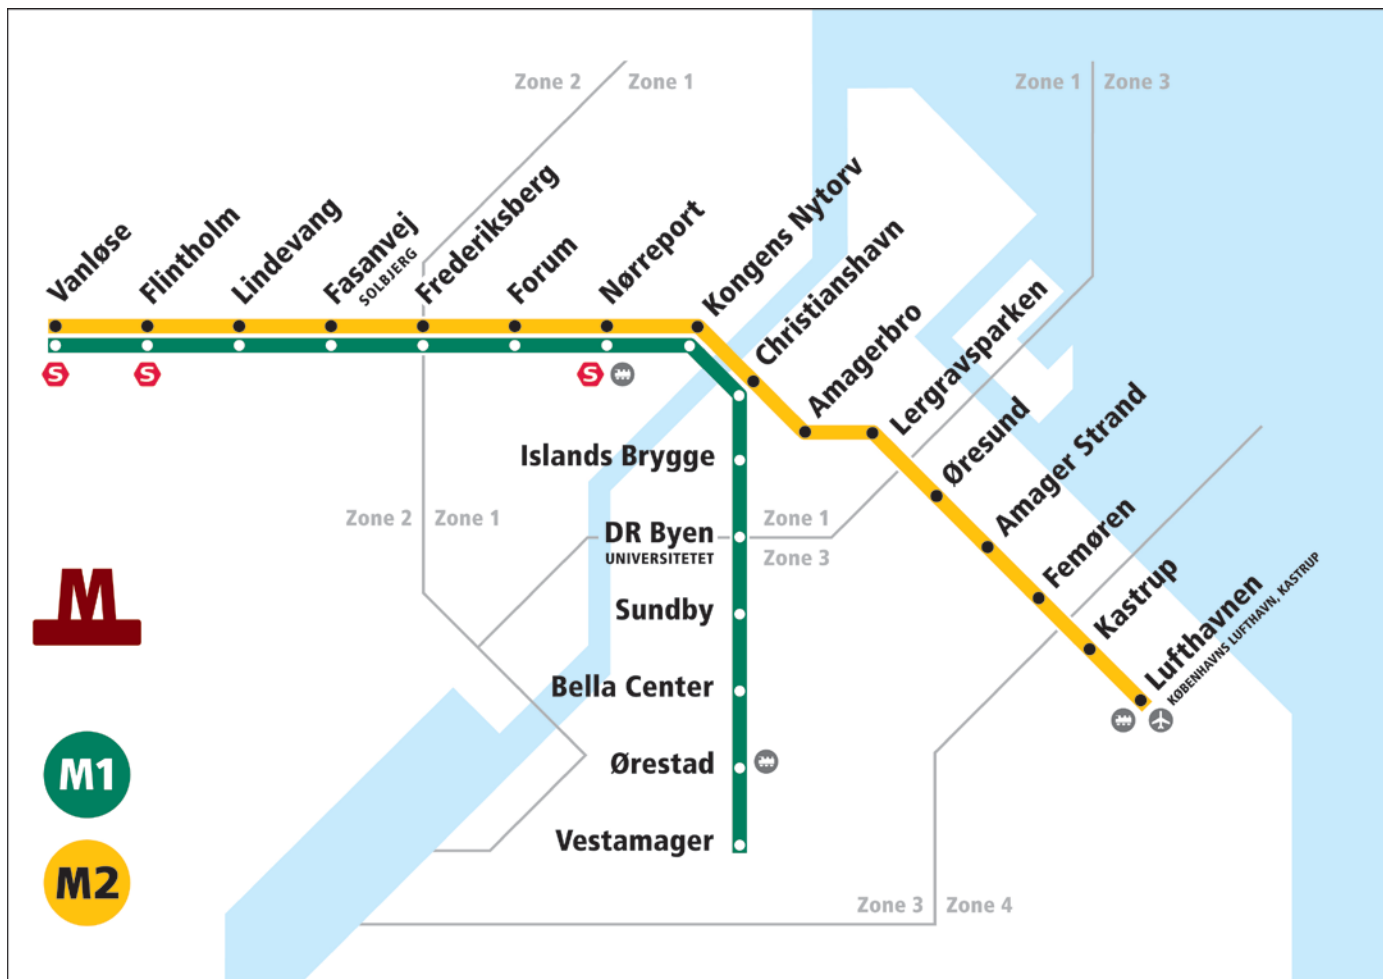 Zone 2
Zone 1
Zone 1
Zone 3
Vanløse
Flintholm
Lindevang
Fasanvej
SOLBJERG
Frederiksberg
Forum
Nørreport
Kongens Nytorv
Christianshavn
Amagerbro
Lergravsparken
Øresund
Amager Strand
Femøren
Kastrup
Lufthavnen
KØBENHAVNS LUFTHAVN, KASTRUP
S
S
S
Islands Brygge
Zone 2
Zone 1
DR Byen
UNIVERSITETET
Zone 1
Zone 3
Sundby
Bella Center
Ørestad
Vestamager
Zone 3
Zone 4
M
M1
M2